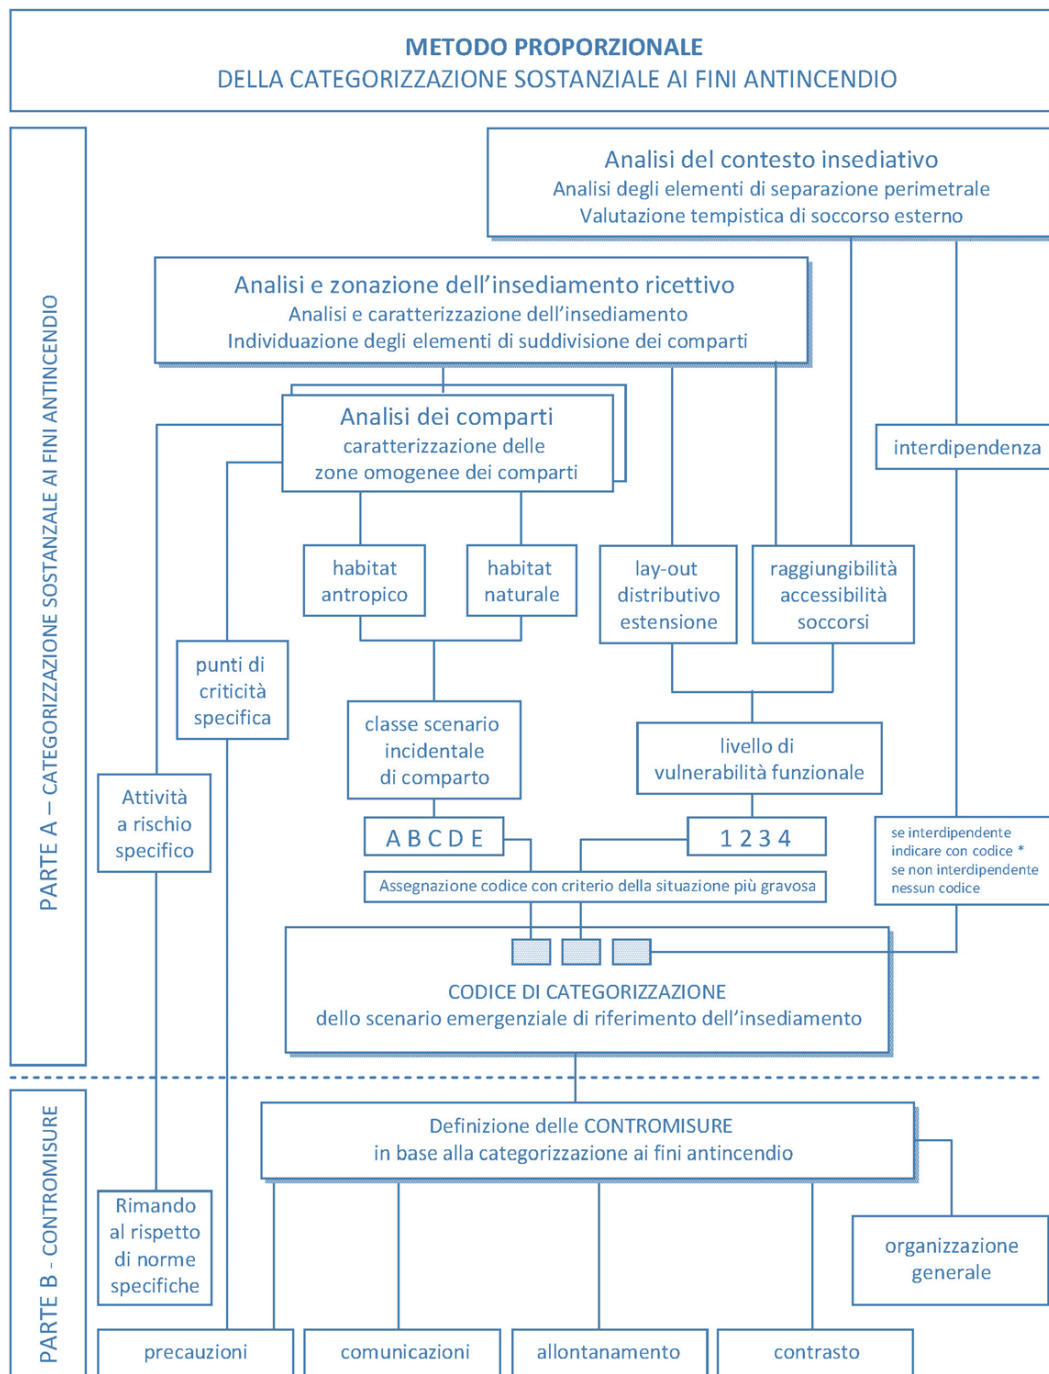 METODO PROPORZIONALE
DELLA CATEGORIZZAZIONE SOSTANZIALE AI FINI ANTINCENDIO
PARTE A – CATEGORIZZAZIONE SOSTANZALE AI FINI ANTINCENDIO
Analisi del contesto insediativo
Analisi degli elementi di separazione perimetrale
Valutazione tempistica di soccorso esterno
Analisi e zonazione dell'insediamento ricettivo
Analisi e caratterizzazione dell'insediamento
Individuazione degli elementi di suddivisione dei comparti
Analisi dei comparti
caratterizzazione delle
zone omogenee dei comparti
interdipendenza
habitat
antropico
habitat
naturale
lay-out
distributivo
estensione
raggiungibilità
accessibilità
soccorsi
punti di
criticità
specifica
classe scenario
incidentale
di comparto
livello di
vulnerabilità funzionale
Attività
a rischio
specifico
A B C D E
1 2 3 4
se interdipendente
indicare con codice *
se non interdipendente
nessun codice
Assegnazione codice con criterio della situazione più gravosa
CODICE DI CATEGORIZZAZIONE
dello scenario emergenziale di riferimento dell'insediamento
PARTE B - CONTROMISURE
Definizione delle CONTROMISURE
in base alla categorizzazione ai fini antincendio
Rimando
al rispetto
di norme
specifiche
organizzazione
generale
precauzioni
comunicazioni
allontanamento
contrasto